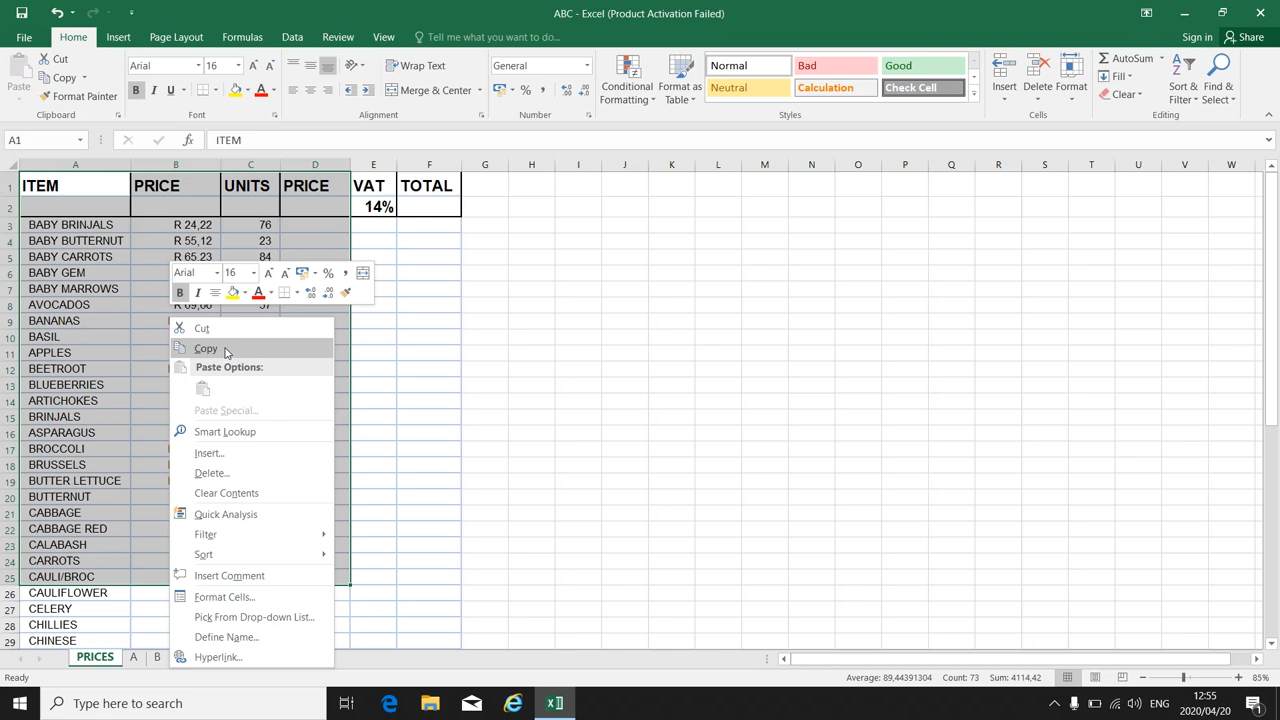 ABC - Excel (Product Activation Failed)
File Home Insert Page Layout Formulas Data Review View Tell me what you want to do... Sign in Share
Paste Cut Copy Format Painter Clipboard
Arial 16 B I U Font
Wrap Text Merge & Center Alignment
General % , Number
Conditional Formatting Format as Table
Normal Bad Good
Neutral Calculation Check Cell
Styles
Insert Delete Format Cells
AutoSum Fill Clear Sort & Filter Find & Select Editing
A1 fx ITEM
A B C D E F G H I J K L M N O P Q R S T U V W
1 ITEM PRICE UNITS PRICE VAT TOTAL
2 14%
3 BABY BRINJALS R 24,22 76
4 BABY BUTTERNUT R 55,12 23
5 BABY CARROTS R 65,23 84
6 BABY GEM
7 BABY MARROWS
8 AVOCADOS R 69,00 57
9 BANANAS
10 BASIL
11 APPLES
12 BEETROOT
13 BLUEBERRIES
14 ARTICHOKES
15 BRINJALS
16 ASPARAGUS
17 BROCCOLI
18 BRUSSELS
19 BUTTER LETTUCE
20 BUTTERNUT
21 CABBAGE
22 CABBAGE RED
23 CALABASH
24 CARROTS
25 CAULI/BROC
26 CAULIFLOWER
27 CELERY
28 CHILLIES
29 CHINESE
Arial 16 A A % ,
B I A
Cut
Copy
Paste Options:
Paste Special...
Smart Lookup
Insert...
Delete...
Clear Contents
Quick Analysis
Filter
Sort
Insert Comment
Format Cells...
Pick From Drop-down List...
Define Name...
Hyperlink...
PRICES A B
Ready Average: 89,44391304 Count: 73 Sum: 4114,42 85%
Type here to search ENG 12:55
2020/04/20